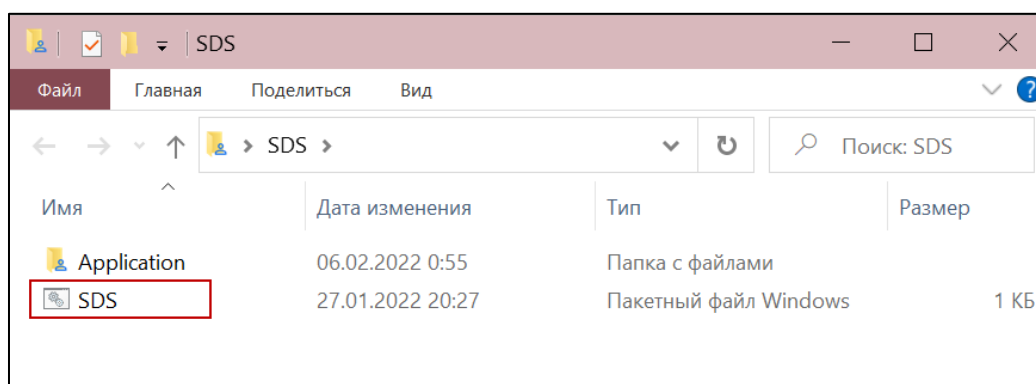 SDS
Файл Главная Поделиться Вид
SDS Поиск: SDS
Имя Дата изменения Тип Размер
Application 06.02.2022 0:55 Папка с файлами
SDS 27.01.2022 20:27 Пакетный файл Windows 1 КБ